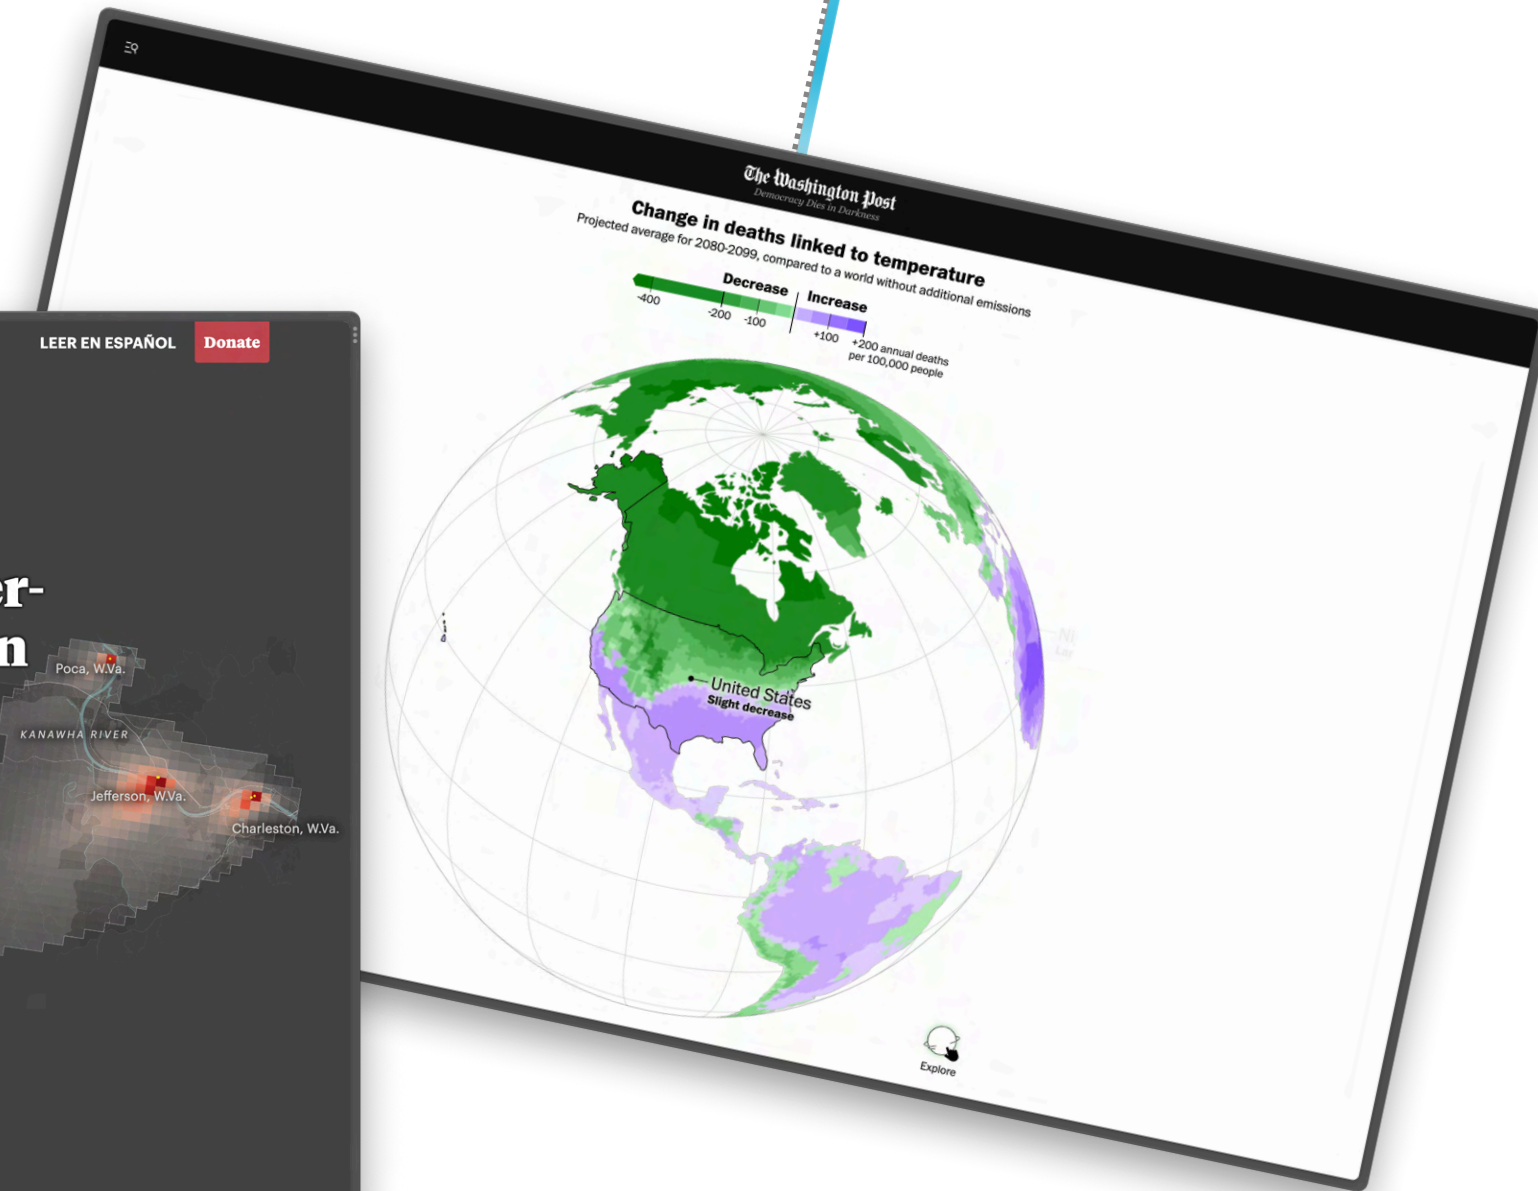 The Washington Post
Democracy Dies in Darkness
Change in deaths linked to temperature
Projected average for 2080-2099, compared to a world without additional emissions
Decrease
Increase
-400
-200
-100
+100
+200 annual deaths
per 100,000 people
United States
Slight decrease
Explore
LEER EN ESPAÑOL
Donate
er-
n
Poca, W.Va.
KANAWHA RIVER
Jefferson, W.Va.
Charleston, W.Va.